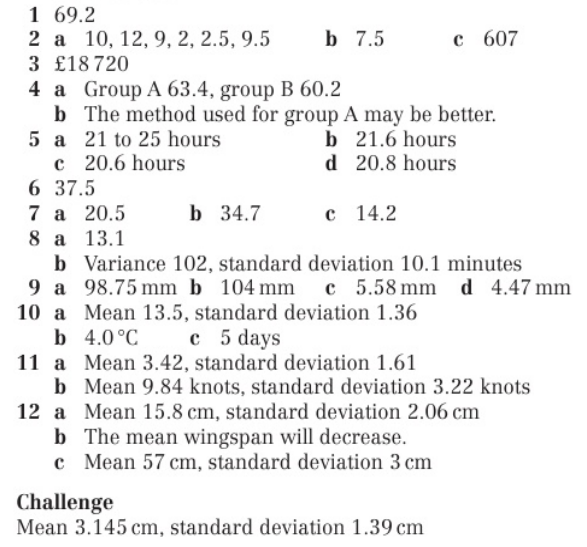 1 69.2
2 a 10, 12, 9, 2, 2.5, 9.5 b 7.5 c 607
3 £18 720
4 a Group A 63.4, group B 60.2
b The method used for group A may be better.
5 a 21 to 25 hours b 21.6 hours
c 20.6 hours d 20.8 hours
6 37.5
7 a 20.5 b 34.7 c 14.2
8 a 13.1
b Variance 102, standard deviation 10.1 minutes
9 a 98.75 mm b 104 mm c 5.58 mm d 4.47 mm
10 a Mean 13.5, standard deviation 1.36
b 4.0 °C c 5 days
11 a Mean 3.42, standard deviation 1.61
b Mean 9.84 knots, standard deviation 3.22 knots
12 a Mean 15.8 cm, standard deviation 2.06 cm
b The mean wingspan will decrease.
c Mean 57 cm, standard deviation 3 cm
Challenge
Mean 3.145 cm, standard deviation 1.39 cm